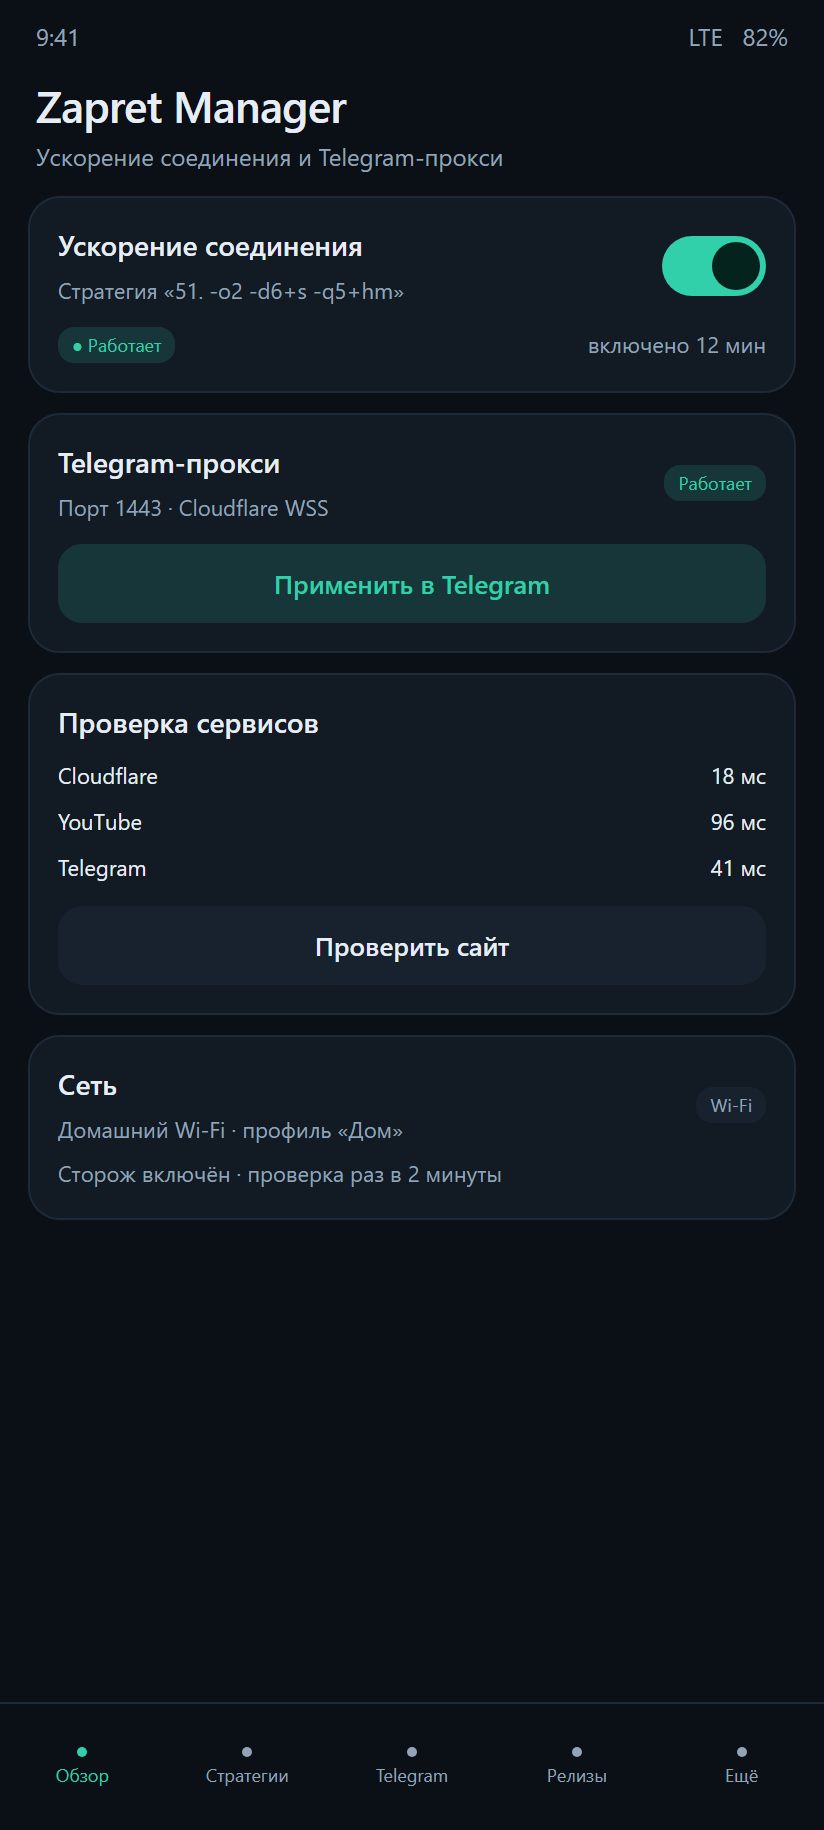 9:41 LTE 82%
Zapret Manager
Ускорение соединения и Telegram-прокси
Ускорение соединения
Стратегия «51. -o2 -d6+s -q5+hm»
● Работает включено 12 мин
Telegram-прокси
Порт 1443 · Cloudflare WSS
Работает
Применить в Telegram
Проверка сервисов
Cloudflare 18 мс
YouTube 96 мс
Telegram 41 мс
Проверить сайт
Сеть
Домашний Wi-Fi · профиль «Дом»
Wi-Fi
Сторож включён · проверка раз в 2 минуты
Обзор Стратегии Telegram Релизы Ещё